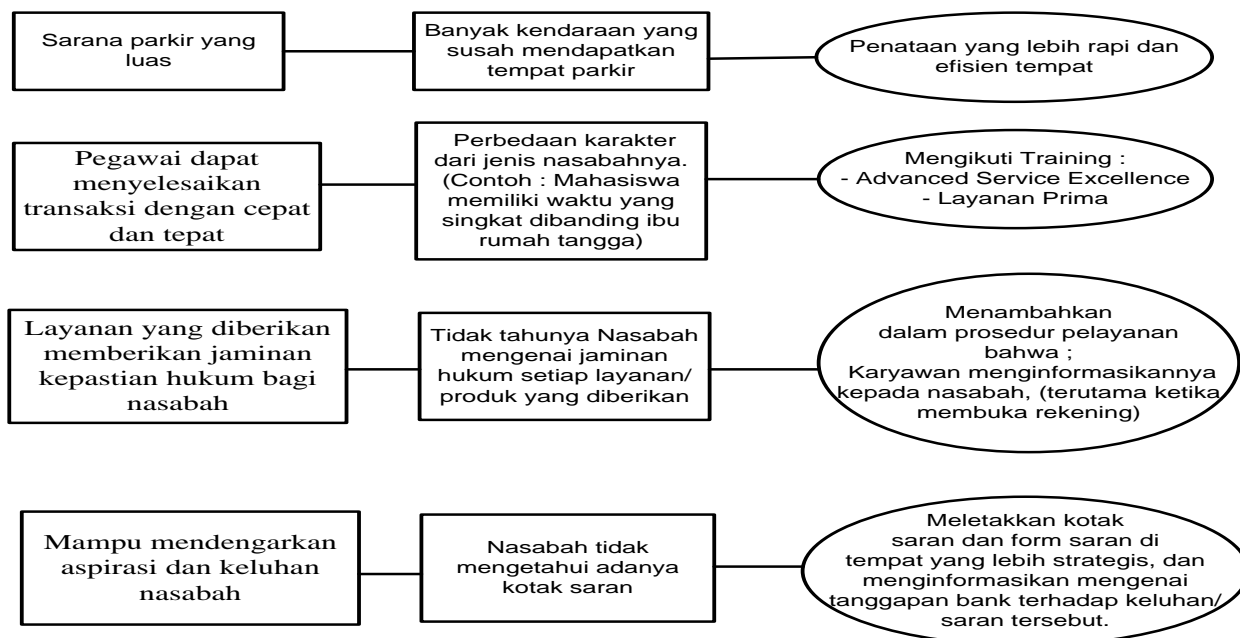 Sarana parkir yang
luas
Banyak kendaraan yang
susah mendapatkan
tempat parkir
Penataan yang lebih rapi dan
efisien tempat
Pegawai dapat
menyelesaikan
transaksi dengan cepat
dan tepat
Perbedaan karakter
dari jenis nasabahnya.
(Contoh : Mahasiswa
memiliki waktu yang
singkat dibanding ibu
rumah tangga)
Mengikuti Training :
- Advanced Service Excellence
- Layanan Prima
Layanan yang diberikan
memberikan jaminan
kepastian hukum bagi
nasabah
Tidak tahunya Nasabah
mengenai jaminan
hukum setiap layanan/
produk yang diberikan
Menambahkan
dalam prosedur pelayanan
bahwa ;
Karyawan menginformasikannya
kepada nasabah, (terutama ketika
membuka rekening)
Mampu mendengarkan
aspirasi dan keluhan
nasabah
Nasabah tidak
mengetahui adanya
kotak saran
Meletakkan kotak
saran dan form saran di
tempat yang lebih strategis, dan
menginformasikan mengenai
tanggapan bank terhadap keluhan/
saran tersebut.